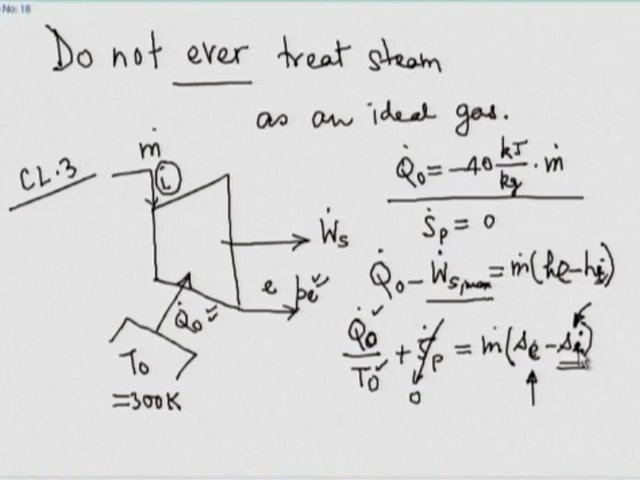 No: 18
Do not ever treat steam
as an ideal gas.
CL.3
ṁ
i
Q̇₀ = -40 kJ/kg · ṁ
Ẇs
Ṡp = 0
Q̇₀ - Ẇs,max = ṁ(he - hi)
e pe
Q̇₀
Q̇₀/T₀ + Ṡp = ṁ(se - si)
0
T₀
= 300K